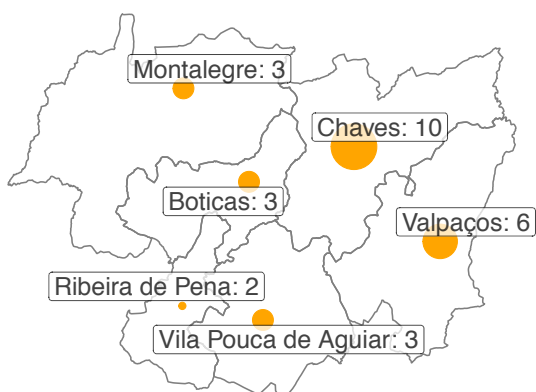 Montalegre: 3
Chaves: 10
Boticas: 3
Valpaços: 6
Ribeira de Pena: 2
Vila Pouca de Aguiar: 3